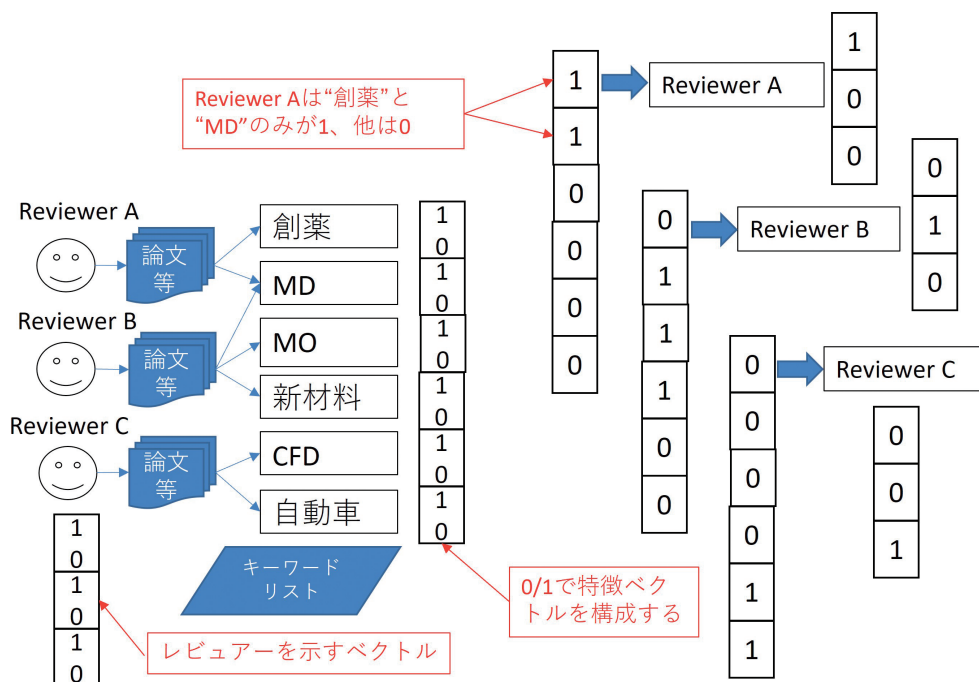 Reviewer Aは“創薬”と
“MD”のみが1、他は0
1
1
0
0
0
0
Reviewer A
1
0
0
Reviewer A
論文
等
Reviewer B
論文
等
Reviewer C
論文
等
創薬
MD
MO
新材料
CFD
自動車
1
0
1
0
1
0
1
0
1
0
1
0
キーワード
リスト
0/1で特徴ベク
トルを構成する
1
0
1
0
1
0
レビュアーを示すベクトル
0
1
1
1
0
0
Reviewer B
0
1
0
0
0
0
0
1
1
Reviewer C
0
0
1